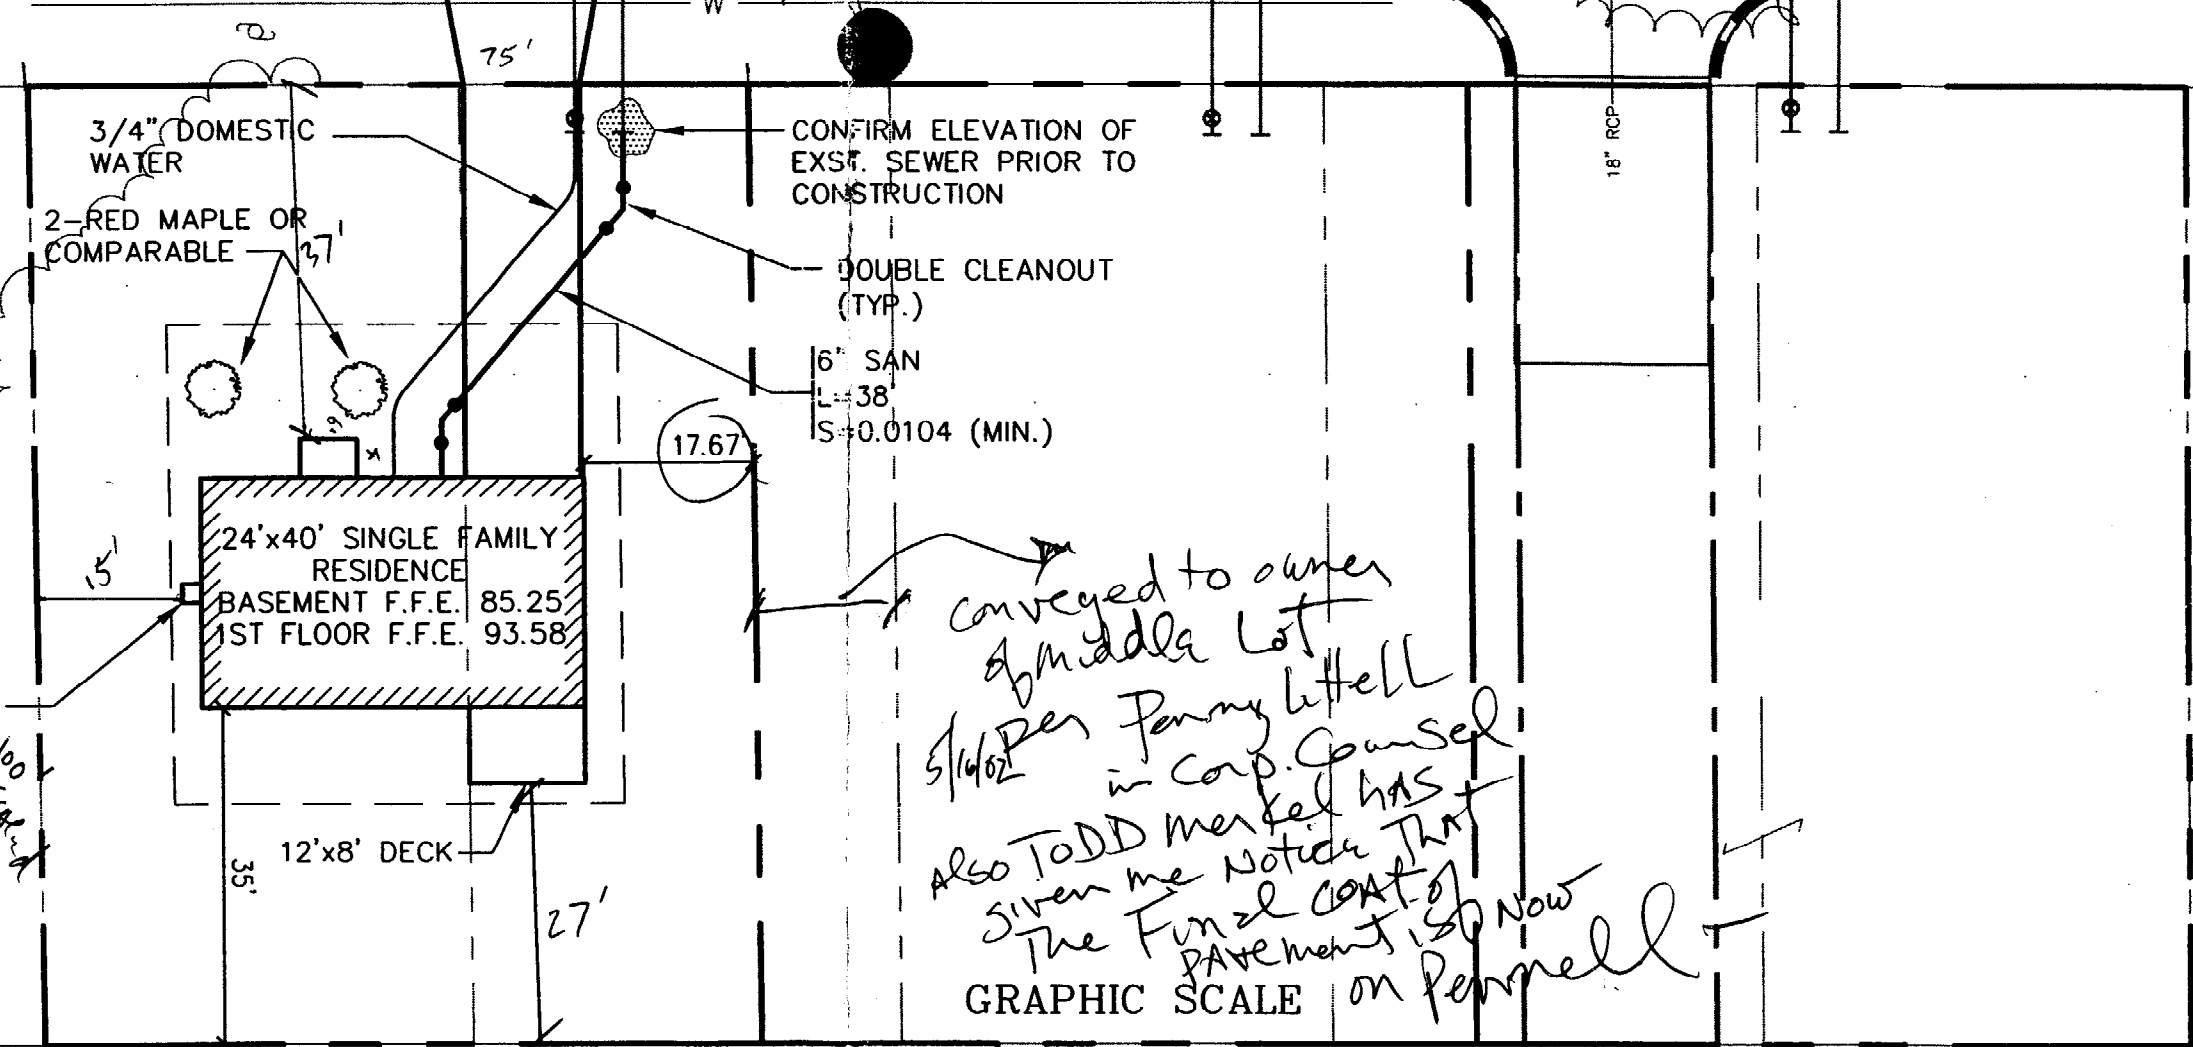 W
75'
3/4" DOMESTIC
WATER
2-RED MAPLE OR
COMPARABLE
37'
CONFIRM ELEVATION OF
EXST. SEWER PRIOR TO
CONSTRUCTION
18" RCP
DOUBLE CLEANOUT
(TYP.)
6" SAN
L=38'
S=0.0104 (MIN.)
6'
17.67'
24'x40' SINGLE FAMILY
RESIDENCE
BASEMENT F.F.E. 85.25
1ST FLOOR F.F.E. 93.58
15'
12'x8' DECK
35'
27'
conveyed to owner
of middle Lot
5/16/02 per Penny Littell
in Corp. Counsel
Also TODD Merkel HAS
given me Notice That
The Final COAT of
PAvement is Now
on Pennell
GRAPHIC SCALE